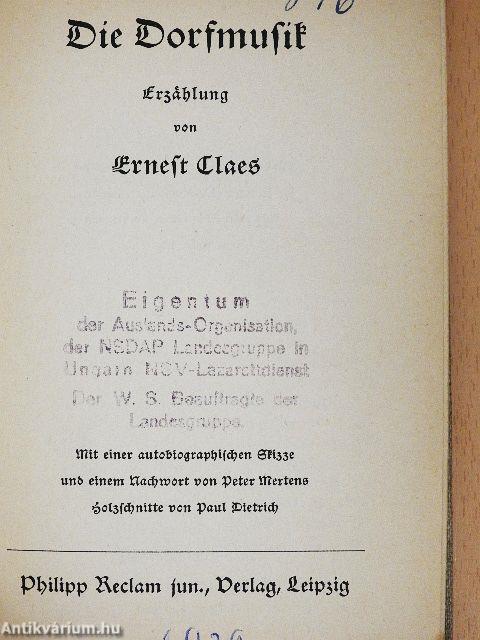 Die Dorfmusik
Erzählung
von
Ernest Claes
Eigentum
der Auslands-Organisation,
der NSDAP Landesgruppe in
Ungarn NSV-Lazarettdienst
Der W. S. Beauftragte der
Landesgruppe.
Mit einer autobiographischen Skizze
und einem Nachwort von Peter Mertens
Holzschnitte von Paul Dietrich
Philipp Reclam jun., Verlag, Leipzig
Antikvárium.hu